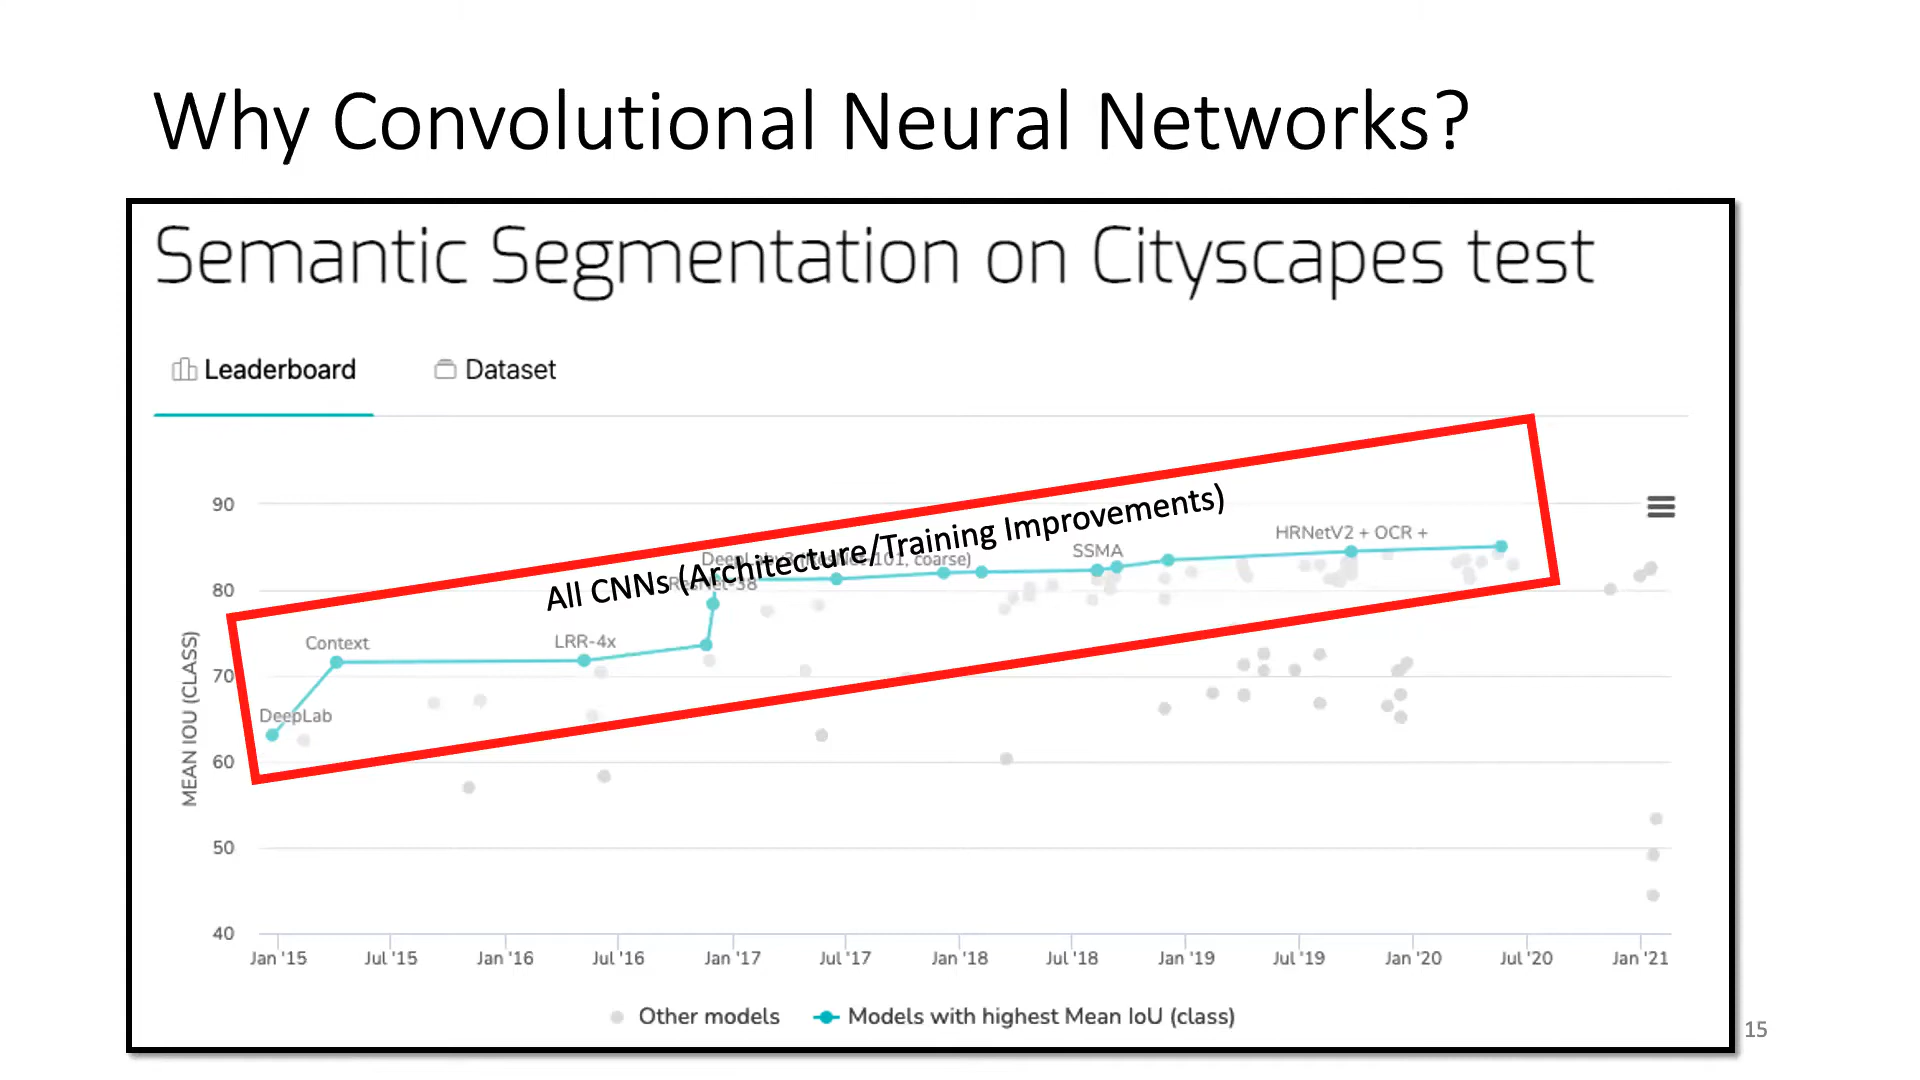 Why Convolutional Neural Networks?
Semantic Segmentation on Cityscapes test
Leaderboard
Dataset
All CNNs (Architecture/Training Improvements)
MEAN IOU (CLASS)
90
80
70
60
50
40
DeepLab
Context
LRR-4x
ResNet-38
DeepLabv3 (ResNet-101, coarse)
SSMA
HRNetV2 + OCR +
Jan '15
Jul '15
Jan '16
Jul '16
Jan '17
Jul '17
Jan '18
Jul '18
Jan '19
Jul '19
Jan '20
Jul '20
Jan '21
Other models
Models with highest Mean IoU (class)
15